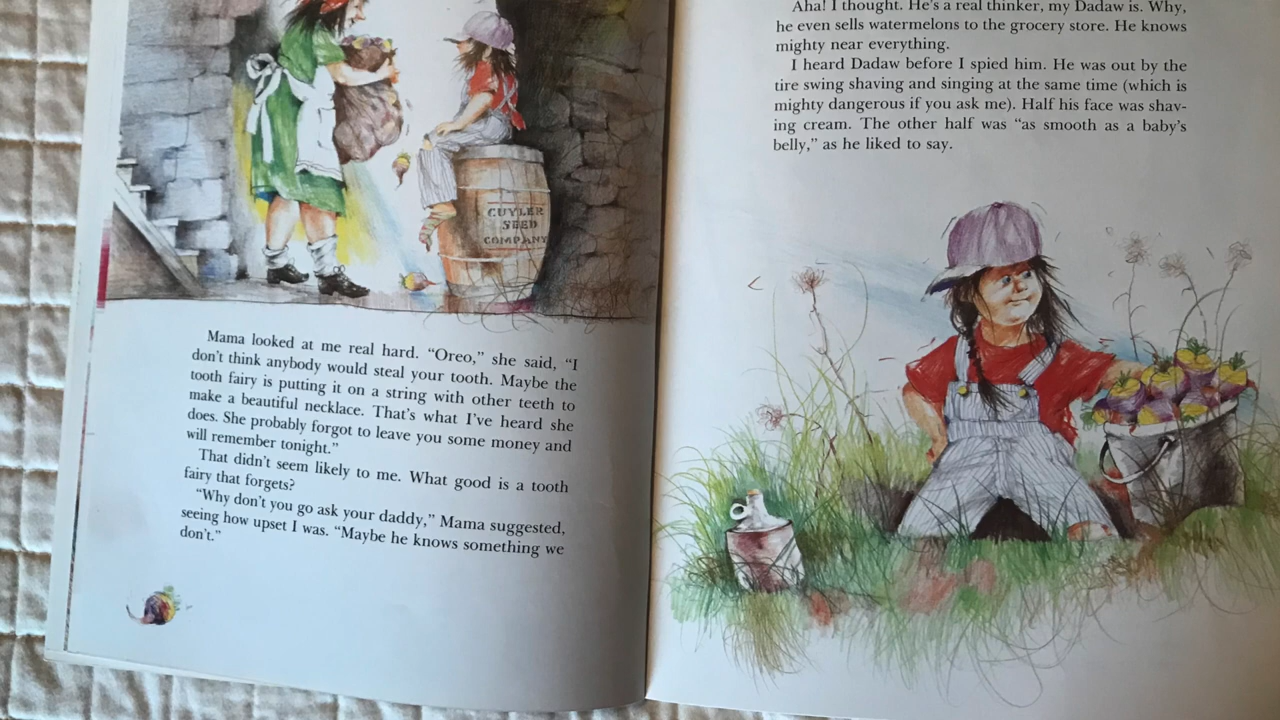 CUYLER
SEED
COMPANY
Mama looked at me real hard. “Oreo,” she said, “I
don’t think anybody would steal your tooth. Maybe the
tooth fairy is putting it on a string with other teeth to
make a beautiful necklace. That’s what I’ve heard she
does. She probably forgot to leave you some money and
will remember tonight.”
That didn’t seem likely to me. What good is a tooth
fairy that forgets?
“Why don’t you go ask your daddy,” Mama suggested,
seeing how upset I was. “Maybe he knows something we
don’t.”
Aha! I thought. He’s a real thinker, my Dadaw is. Why,
he even sells watermelons to the grocery store. He knows
mighty near everything.
I heard Dadaw before I spied him. He was out by the
tire swing shaving and singing at the same time (which is
mighty dangerous if you ask me). Half his face was shav-
ing cream. The other half was “as smooth as a baby’s
belly,” as he liked to say.